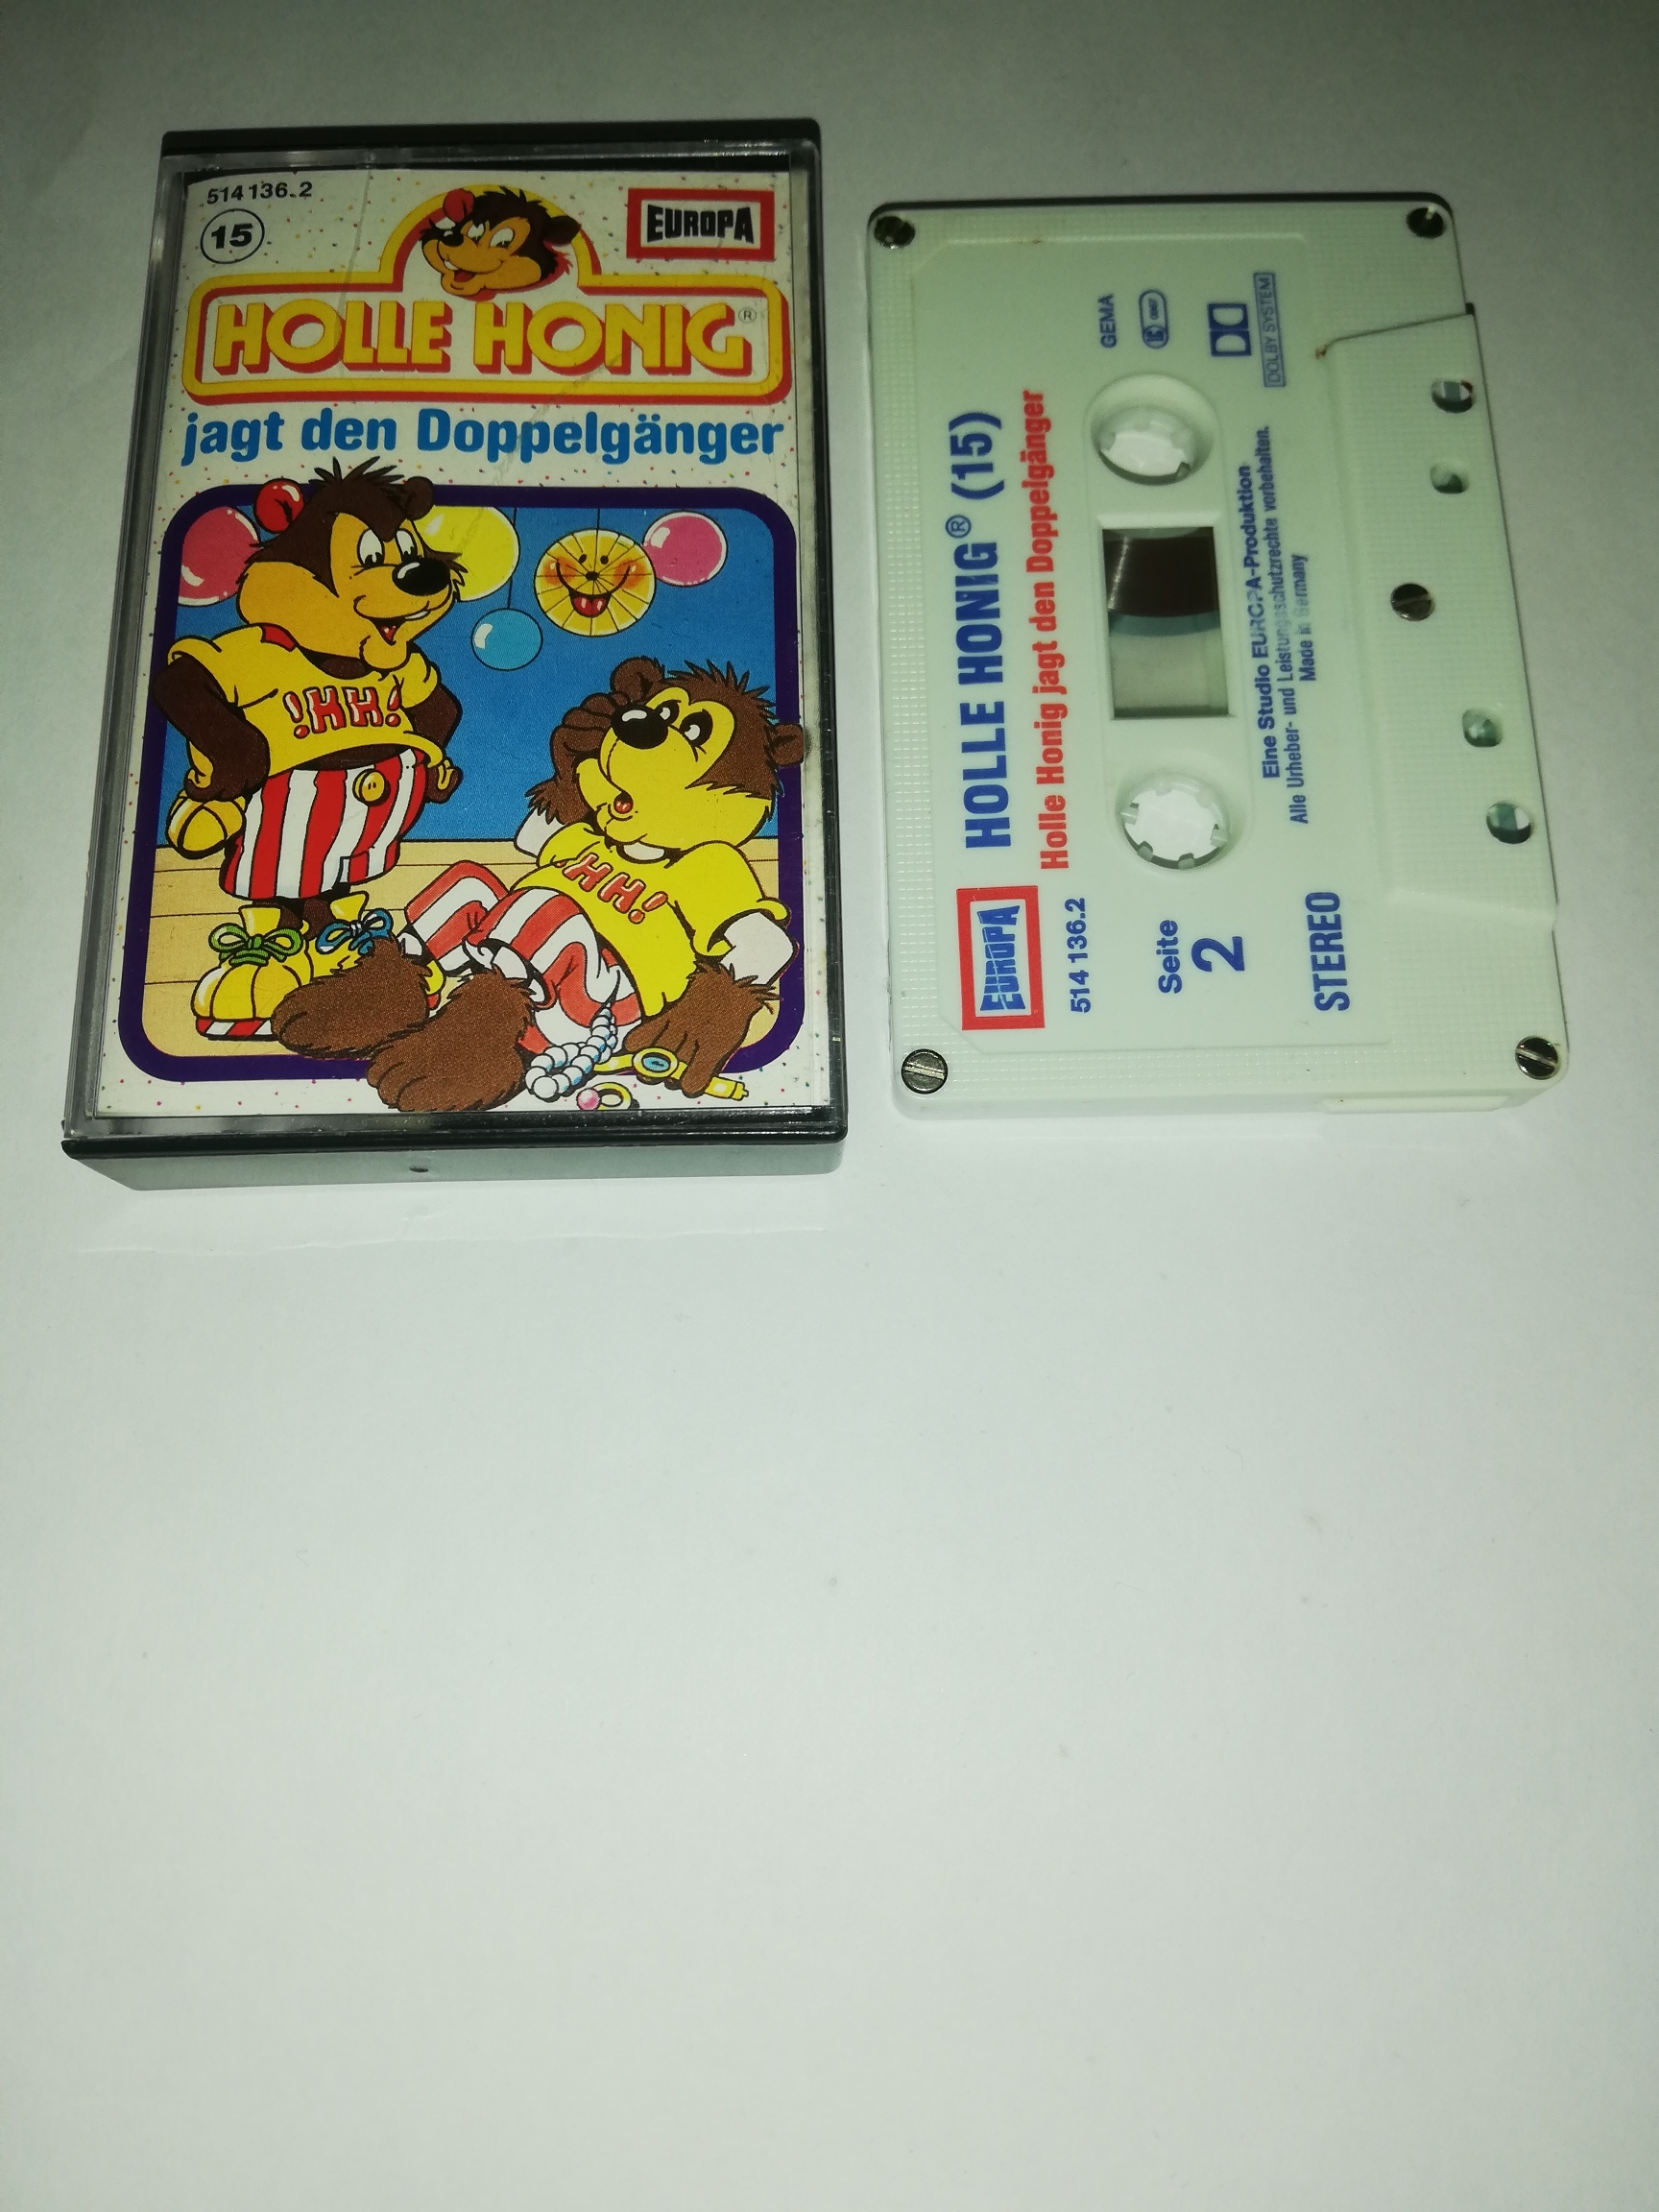 514 136.2
15
EUROPA
HOLLE HONIG®
jagt den Doppelgänger
!HH!
HH!
HOLLE HONIG® (15)
Holle Honig jagt den Doppelgänger
EUROPA
514 136.2
Seite
2
STEREO
GEMA
LC
DOLBY SYSTEM
Eine Studio EUROPA-Produktion
Alle Urheber- und Leistungsschutzrechte vorbehalten.
Made in Germany